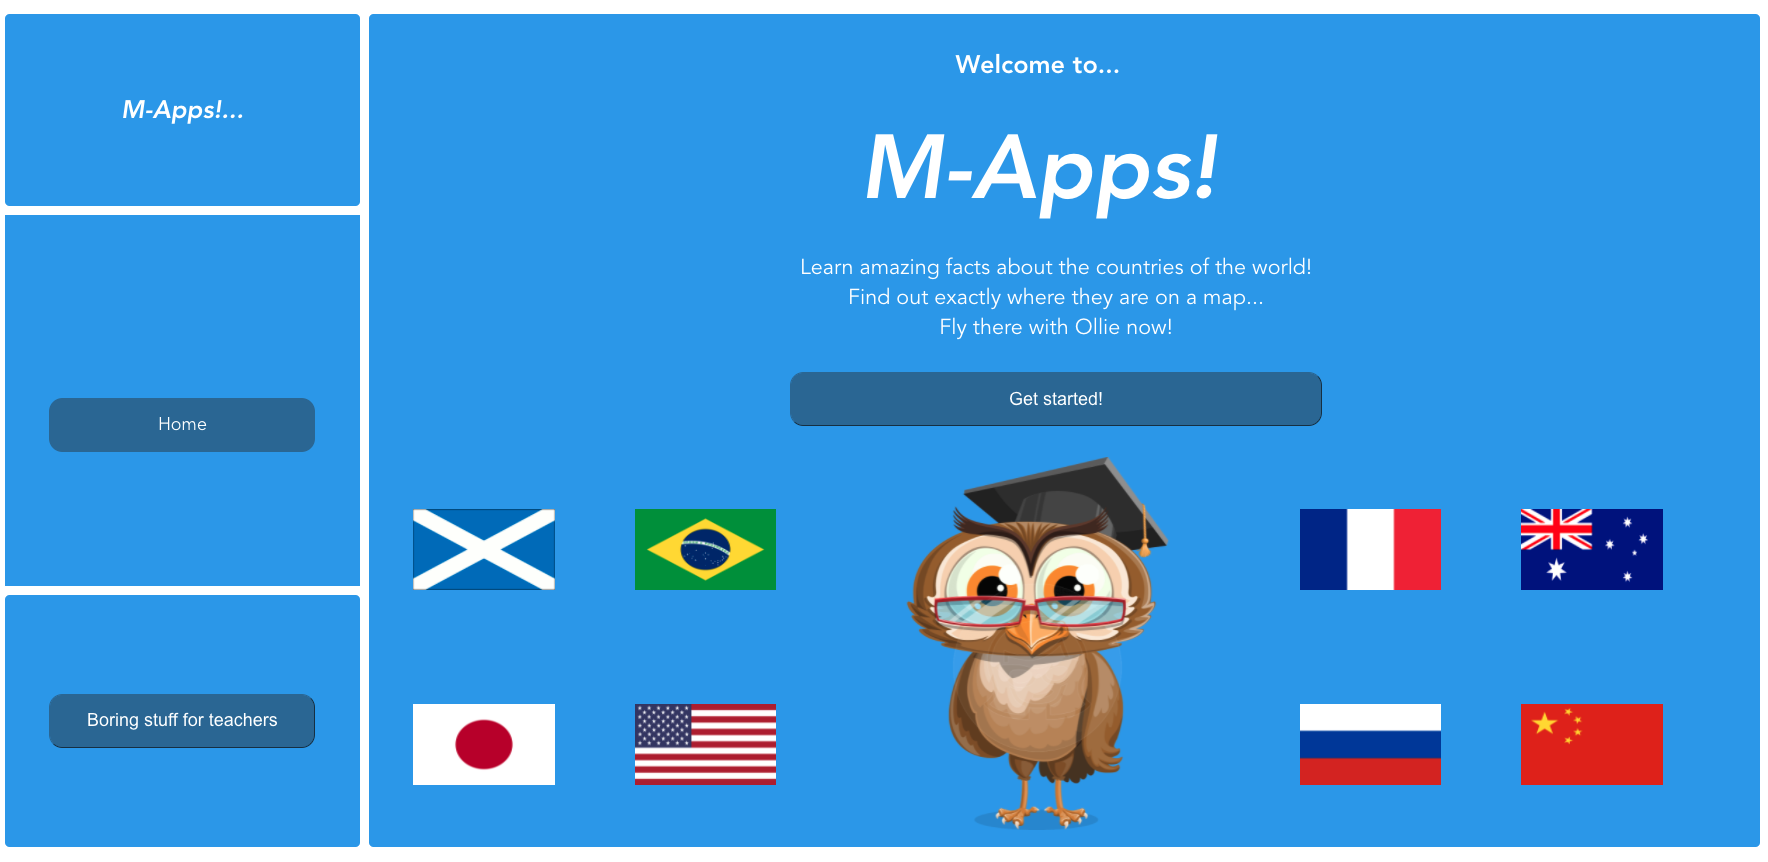 M-Apps!...
Home
Boring stuff for teachers
Welcome to...
M-Apps!
Learn amazing facts about the countries of the world!
Find out exactly where they are on a map...
Fly there with Ollie now!
Get started!